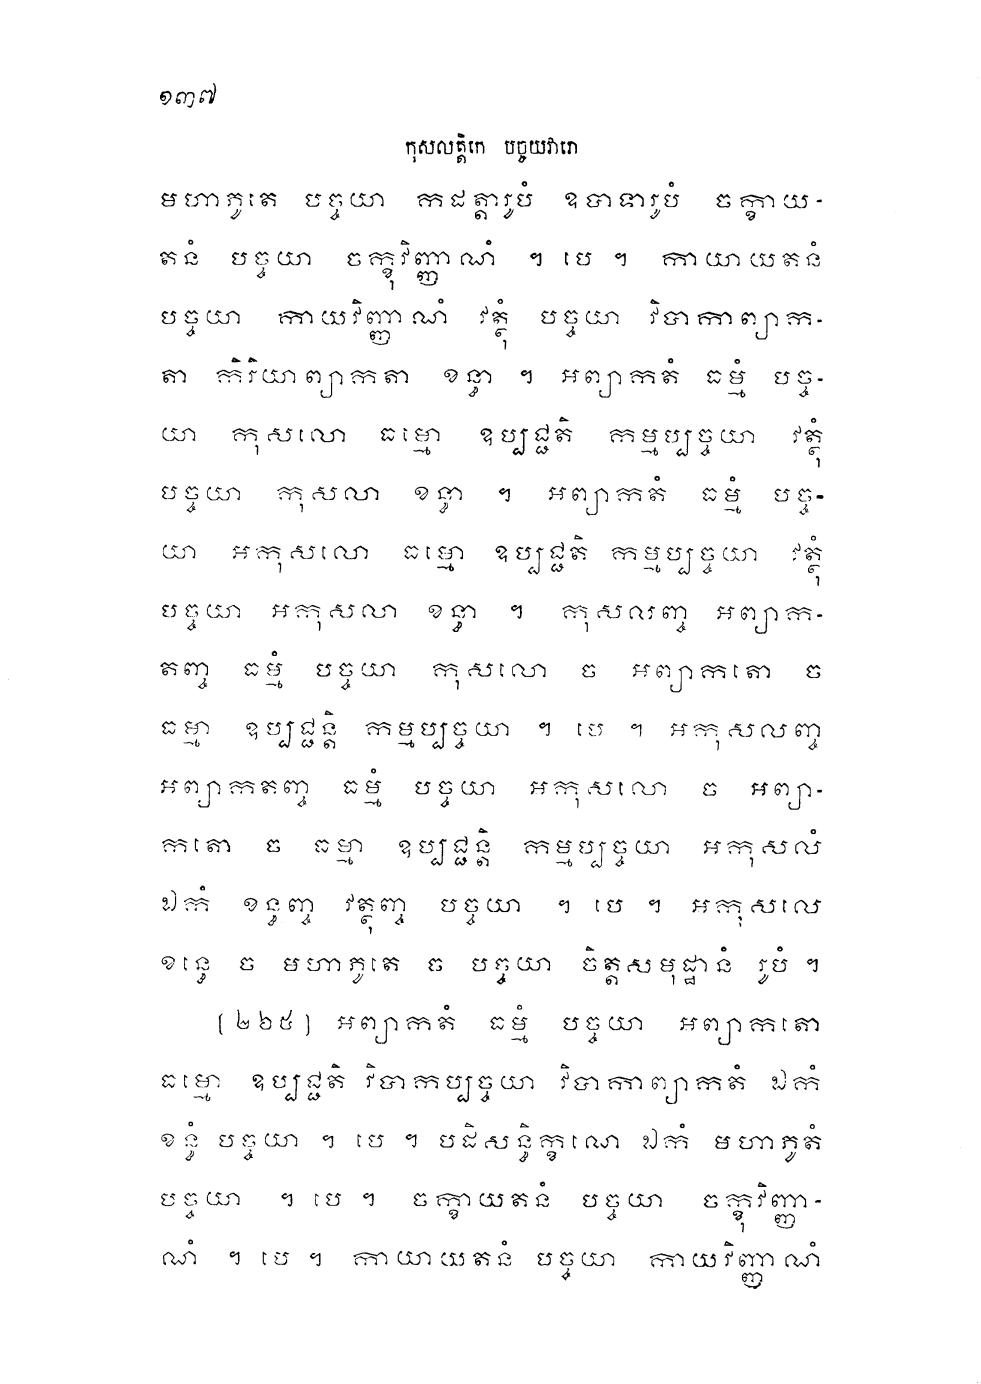 ១៣៧
កុសលត្តិកេ បច្ចយវារោ
មហាភូតេ បច្ចយា កដត្តារូបំ ឧបាទារូបំ ចក្ខាយ-
តនំ បច្ចយា ចក្ខុវិញ្ញាណំ ។ បេ ។ កាយាយតនំ
បច្ចយា កាយវិញ្ញាណំ វត្ថុំ បច្ចយា វិបាកាព្យាក-
តា កិរិយាព្យាកតា ខន្ធា ។ អព្យាកតំ ធម្មំ បច្ច-
យា កុសលោ ធម្មោ ឧប្បជ្ជតិ កម្មប្បច្ចយា វត្ថុំ
បច្ចយា កុសលា ខន្ធា ។ អព្យាកតំ ធម្មំ បច្ច-
យា អកុសលោ ធម្មោ ឧប្បជ្ជតិ កម្មប្បច្ចយា វត្ថុំ
បច្ចយា អកុសលា ខន្ធា ។ កុសលញ្ច អព្យាក-
តញ្ច ធម្មំ បច្ចយា កុសលោ ច អព្យាកតោ ច
ធម្មា ឧប្បជ្ជន្តិ កម្មប្បច្ចយា ។ បេ ។ អកុសលញ្ច
អព្យាកតញ្ច ធម្មំ បច្ចយា អកុសលោ ច អព្យា-
កតោ ច ធម្មា ឧប្បជ្ជន្តិ កម្មប្បច្ចយា អកុសលំ
ឯកំ ខន្ធញ្ច វត្ថុញ្ច បច្ចយា ។ បេ ។ អកុសលេ
ខន្ធេ ច មហាភូតេ ច បច្ចយា ចិត្តសមុដ្ឋានំ រូបំ ។
(២២៥) អព្យាកតំ ធម្មំ បច្ចយា អព្យាកតោ
ធម្មោ ឧប្បជ្ជតិ វិបាកប្បច្ចយា វិបាកាព្យាកតំ ឯកំ
ខន្ធំ បច្ចយា ។ បេ ។ បដិសន្ធិក្ខណេ ឯកំ មហាភូតំ
បច្ចយា ។ បេ ។ ចក្ខាយតនំ បច្ចយា ចក្ខុវិញ្ញា-
ណំ ។ បេ ។ កាយាយតនំ បច្ចយា កាយវិញ្ញាណំ